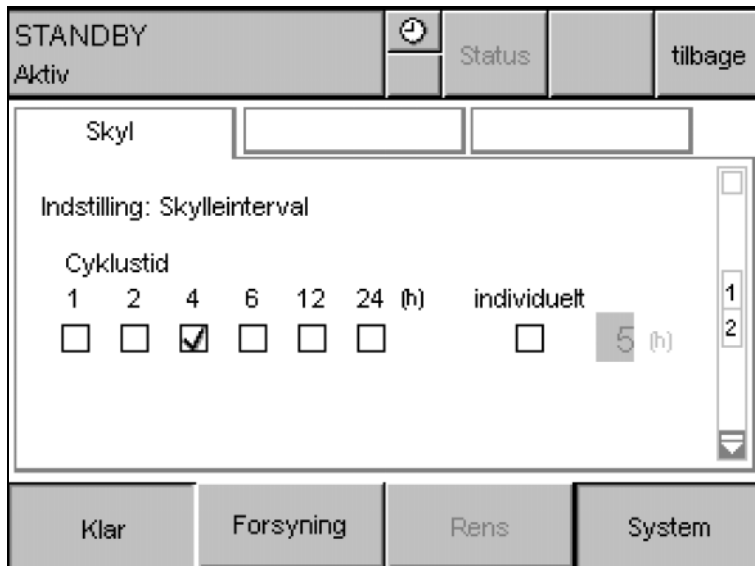 STANDBY
Aktiv
Status
tilbage
Skyl
Indstilling: Skylleinterval
Cyklustid
1 2 4 6 12 24 (h) individuelt
5 (h)
1
2
Klar Forsyning Rens System